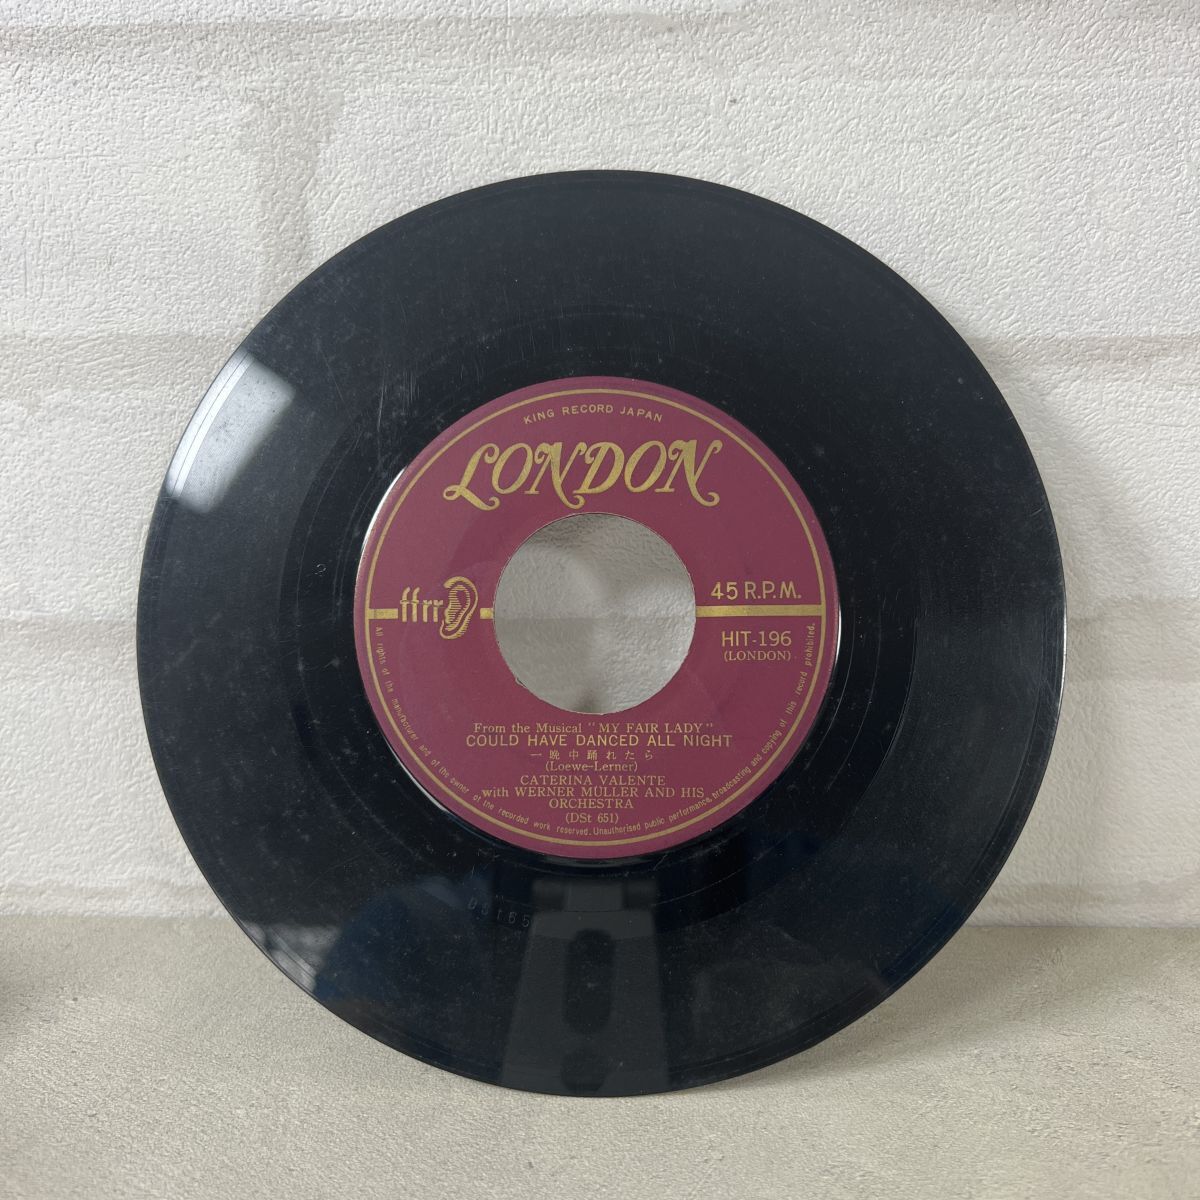 KING RECORD JAPAN
LONDON
ffrr
45 R.P.M.
HIT-196
(LONDON)
From the Musical "MY FAIR LADY"
COULD HAVE DANCED ALL NIGHT
一晩中踊れたら
(Loewe-Lerner)
CATERINA VALENTE
with WERNER MULLER AND HIS
ORCHESTRA
(DSt 651)
All rights of the manufacturer and of the owner of the recorded work reserved. Unauthorised public performance, broadcasting and copying of this record prohibited.